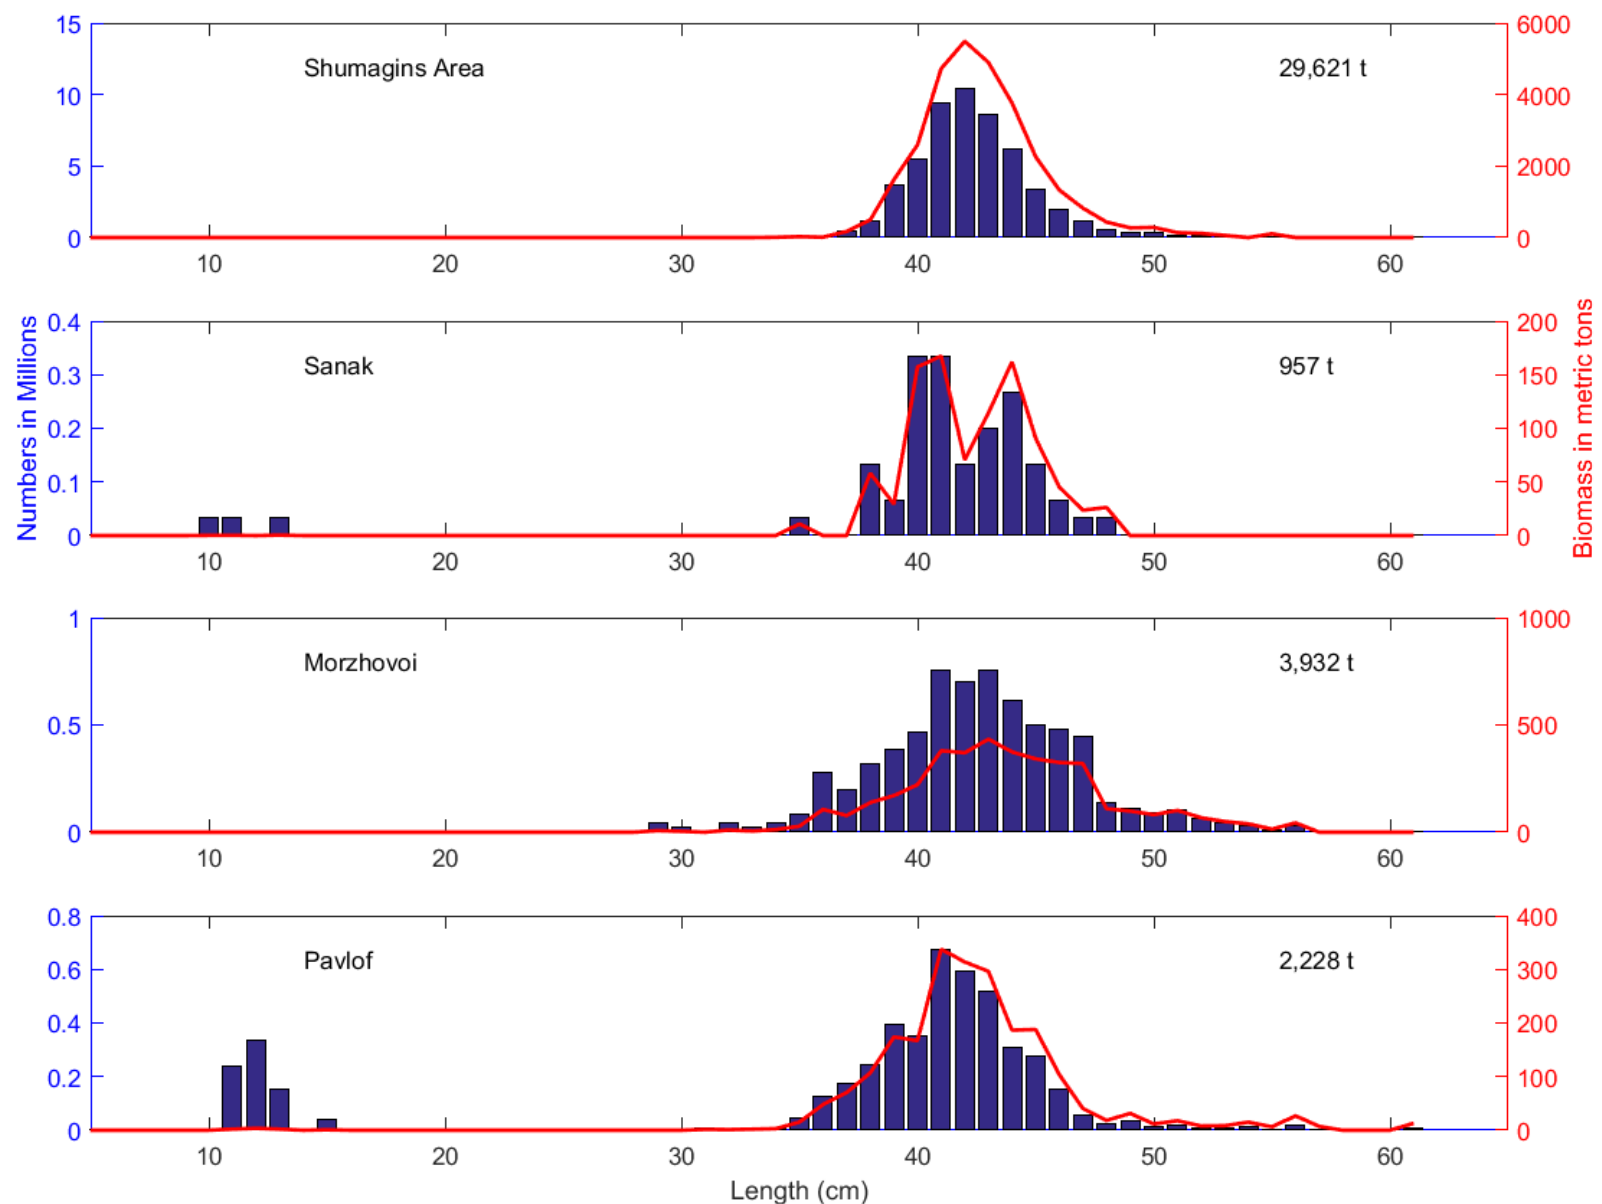 15
10
5
0
Shumagins Area
29,621 t
6000
4000
2000
0
10 20 30 40 50 60
Numbers in Millions
0.4
0.3
0.2
0.1
0
Sanak
957 t
200
150
100
50
0
Biomass in metric tons
10 20 30 40 50 60
1
0.5
0
Morzhovoi
3,932 t
1000
500
0
10 20 30 40 50 60
0.8
0.6
0.4
0.2
0
Pavlof
2,228 t
400
300
200
100
0
10 20 30 40 50 60
Length (cm)